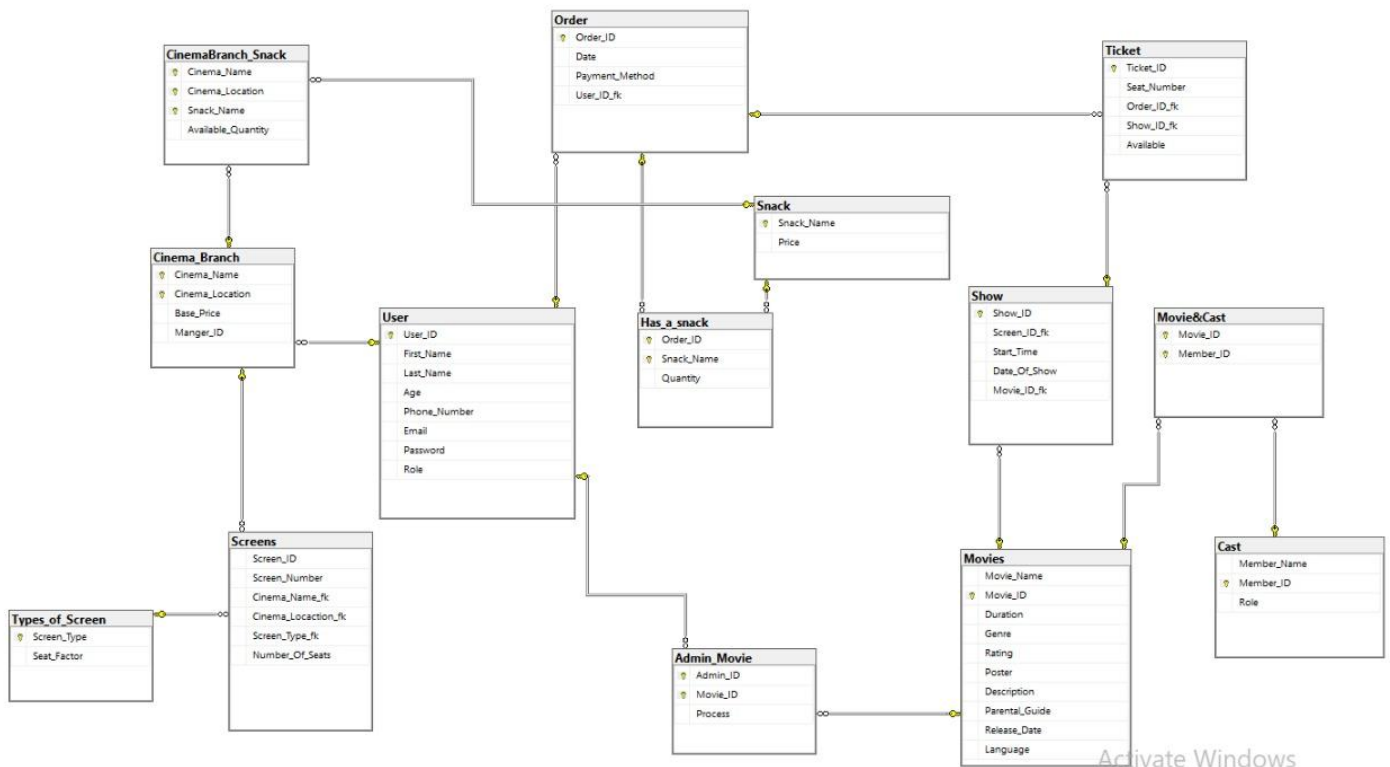 Order
Order_ID
Date
Payment_Method
User_ID_fk
CinemaBranch_Snack
Cinema_Name
Cinema_Location
Snack_Name
Available_Quantity
Ticket
Ticket_ID
Seat_Number
Order_ID_fk
Show_ID_fk
Available
Snack
Snack_Name
Price
Cinema_Branch
Cinema_Name
Cinema_Location
Base_Price
Manger_ID
User
User_ID
First_Name
Last_Name
Age
Phone_Number
Email
Password
Role
Has_a_snack
Order_ID
Snack_Name
Quantity
Show
Show_ID
Screen_ID_fk
Start_Time
Date_Of_Show
Movie_ID_fk
Movie&Cast
Movie_ID
Member_ID
Screens
Screen_ID
Screen_Number
Cinema_Name_fk
Cinema_Locaction_fk
Screen_Type_fk
Number_Of_Seats
Types_of_Screen
Screen_Type
Seat_Factor
Admin_Movie
Admin_ID
Movie_ID
Process
Movies
Movie_Name
Movie_ID
Duration
Genre
Rating
Poster
Description
Parental_Guide
Release_Date
Language
Cast
Member_Name
Member_ID
Role
Activate Windows